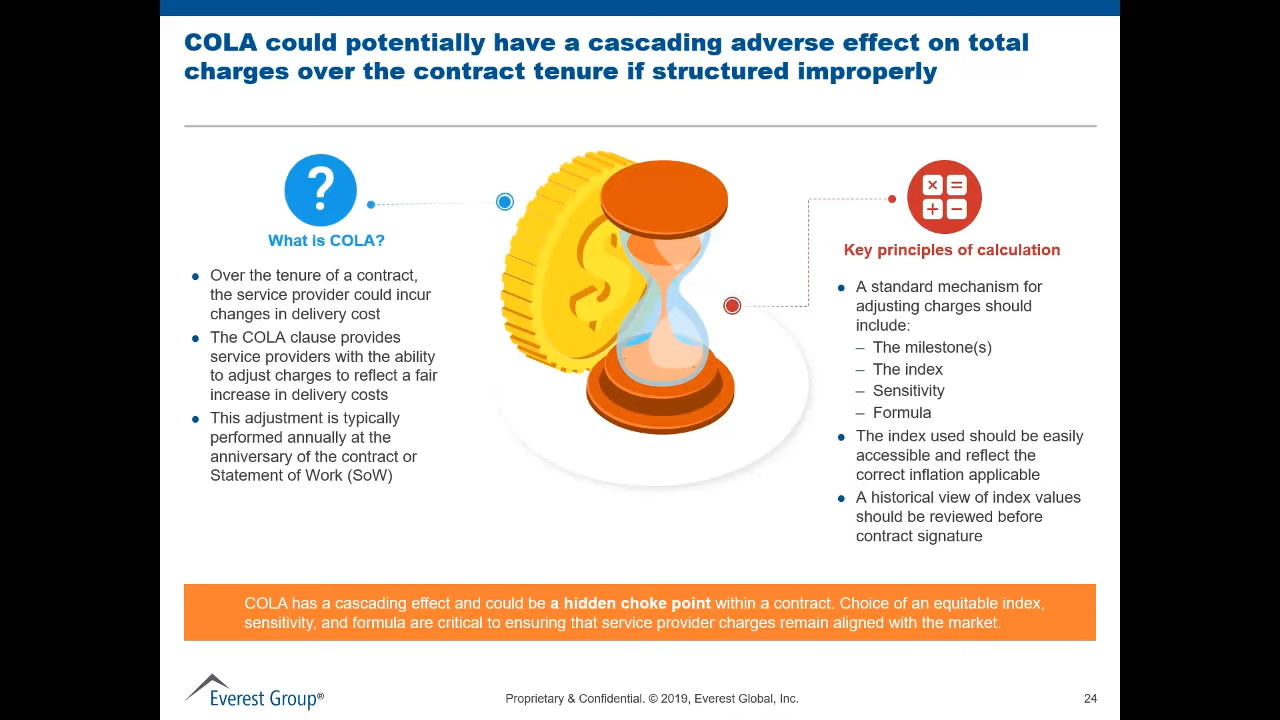 COLA could potentially have a cascading adverse effect on total
charges over the contract tenure if structured improperly
?
What is COLA?
• Over the tenure of a contract,
the service provider could incur
changes in delivery cost
• The COLA clause provides
service providers with the ability
to adjust charges to reflect a fair
increase in delivery costs
• This adjustment is typically
performed annually at the
anniversary of the contract or
Statement of Work (SoW)
$
× =
+ −
Key principles of calculation
• A standard mechanism for
adjusting charges should
include:
– The milestone(s)
– The index
– Sensitivity
– Formula
• The index used should be easily
accessible and reflect the
correct inflation applicable
• A historical view of index values
should be reviewed before
contract signature
COLA has a cascading effect and could be a hidden choke point within a contract. Choice of an equitable index,
sensitivity, and formula are critical to ensuring that service provider charges remain aligned with the market.
Everest Group®
Proprietary & Confidential. © 2019, Everest Global, Inc.
24